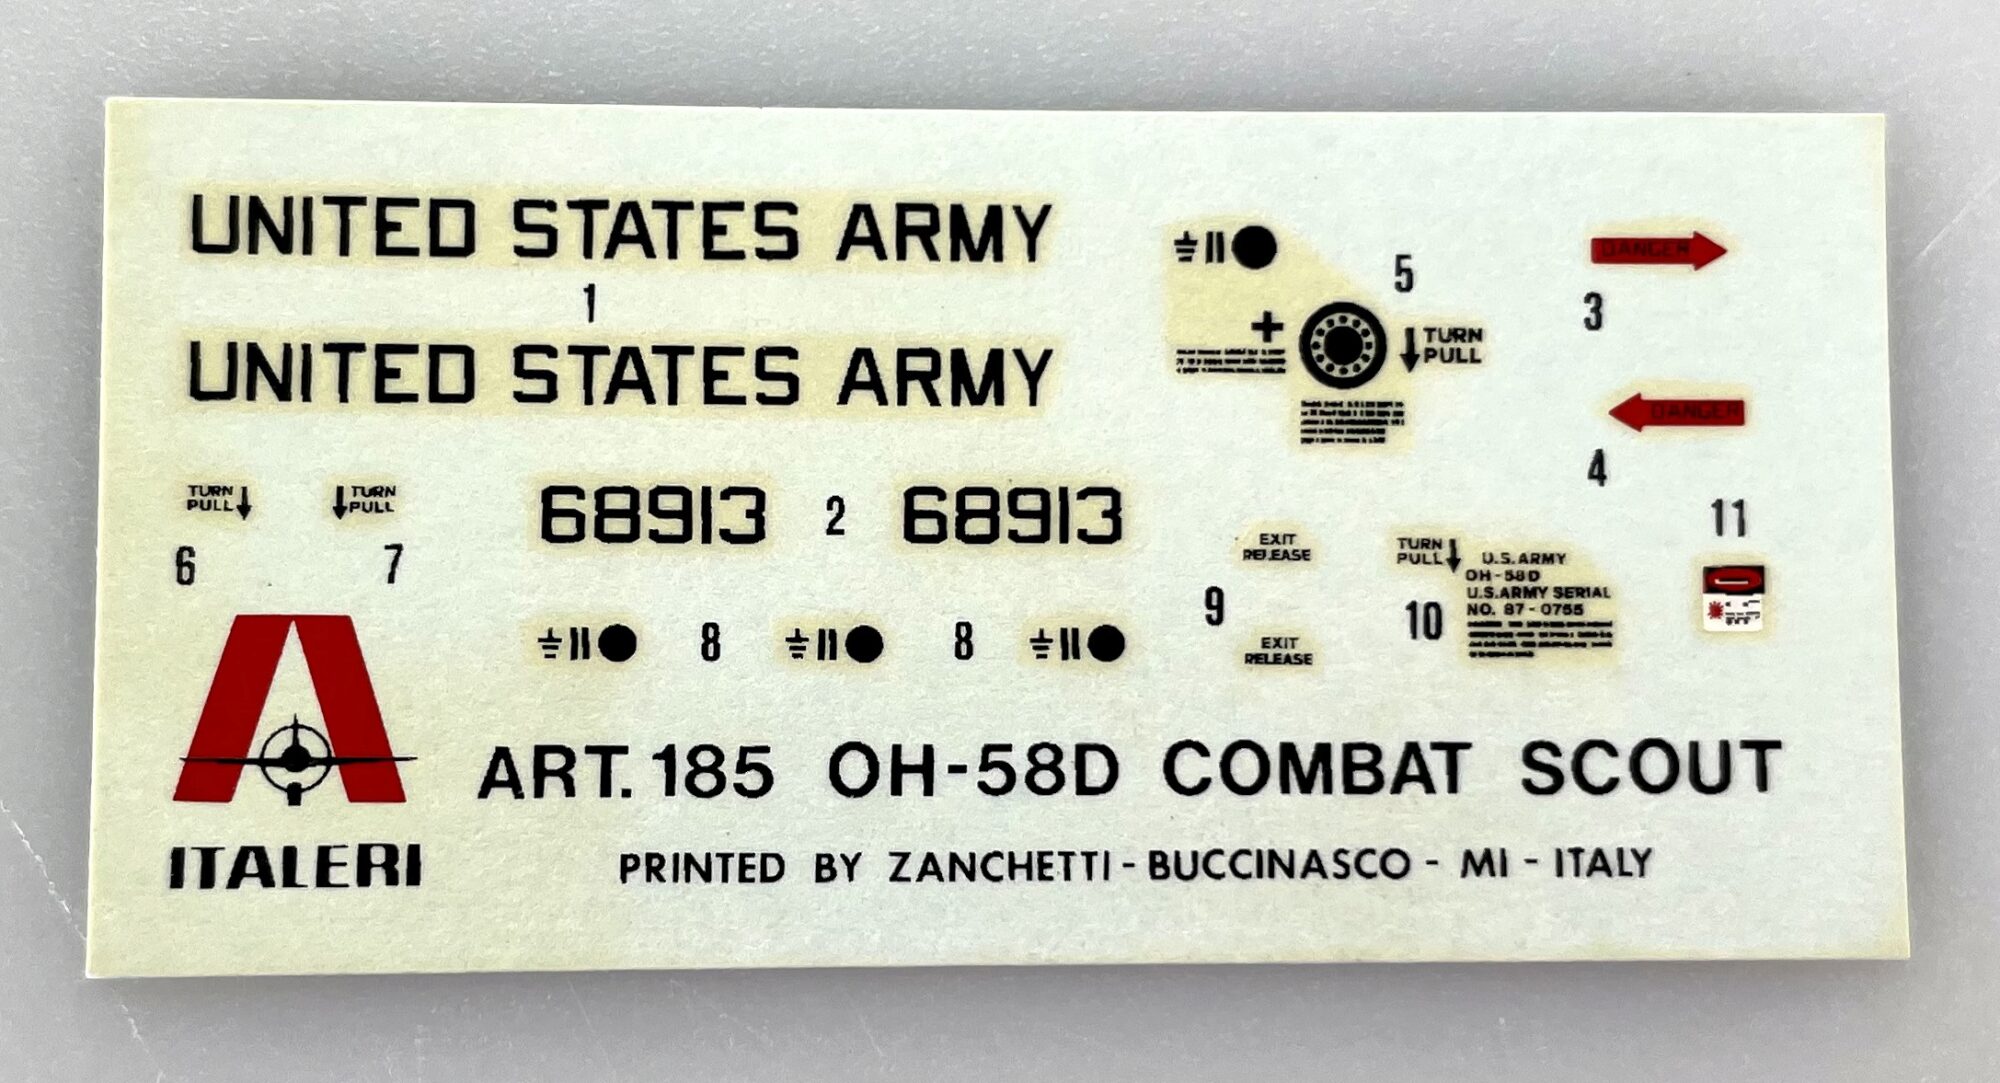 UNITED STATES ARMY
1
UNITED STATES ARMY
5
TURN
PULL
DANGER
3
DANGER
4
TURN
PULL
6
TURN
PULL
7
68913 2 68913
8 8
9
EXIT
RELEASE
EXIT
RELEASE
TURN
PULL
10
U.S. ARMY
OH-58D
U.S. ARMY SERIAL
NO. 87-0765
11
ITALERI
ART. 185 OH-58D COMBAT SCOUT
PRINTED BY ZANCHETTI - BUCCINASCO - MI - ITALY